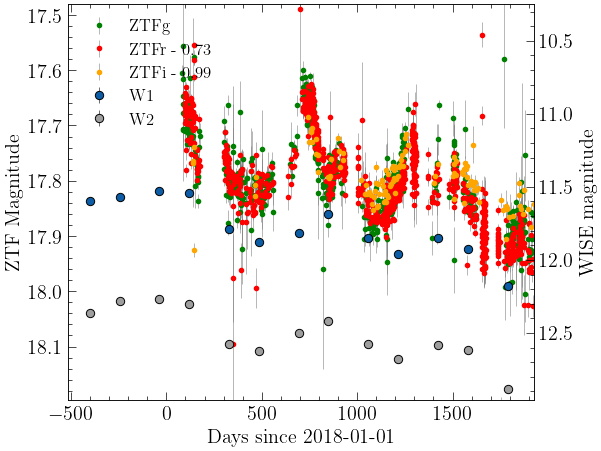 ZTFg
ZTFr - 0.73
ZTFi - 0.99
W1
W2
17.5
17.6
17.7
17.8
17.9
18.0
18.1
ZTF Magnitude
10.5
11.0
11.5
12.0
12.5
WISE magnitude
−500
0
500
1000
1500
Days since 2018-01-01